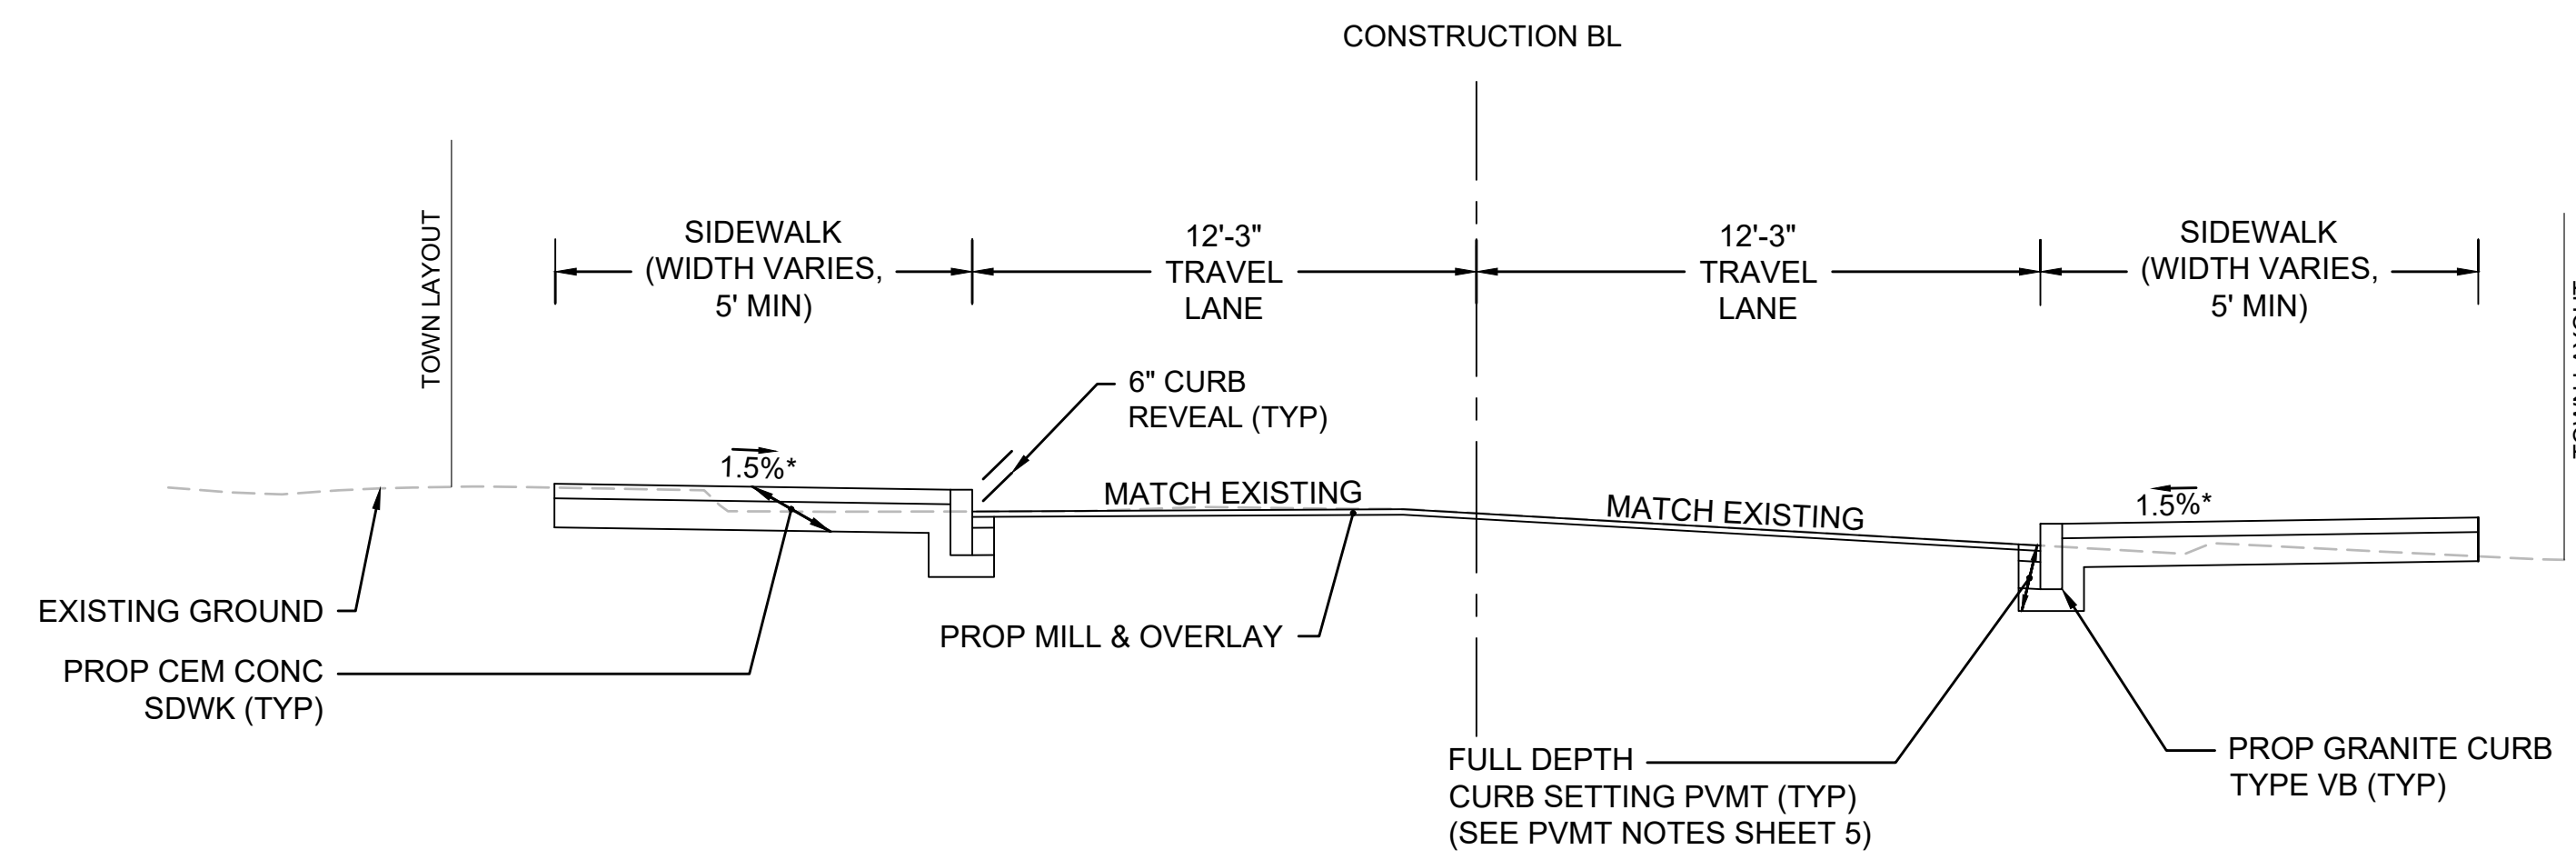 CONSTRUCTION BL
TOWN LAYOUT
SIDEWALK
(WIDTH VARIES,
5' MIN)
12'-3"
TRAVEL
LANE
12'-3"
TRAVEL
LANE
SIDEWALK
(WIDTH VARIES,
5' MIN)
TOWN LAYOUT
6" CURB
REVEAL (TYP)
1.5%*
MATCH EXISTING
MATCH EXISTING
1.5%*
EXISTING GROUND
PROP CEM CONC
SDWK (TYP)
PROP MILL & OVERLAY
FULL DEPTH
CURB SETTING PVMT (TYP)
(SEE PVMT NOTES SHEET 5)
PROP GRANITE CURB
TYPE VB (TYP)